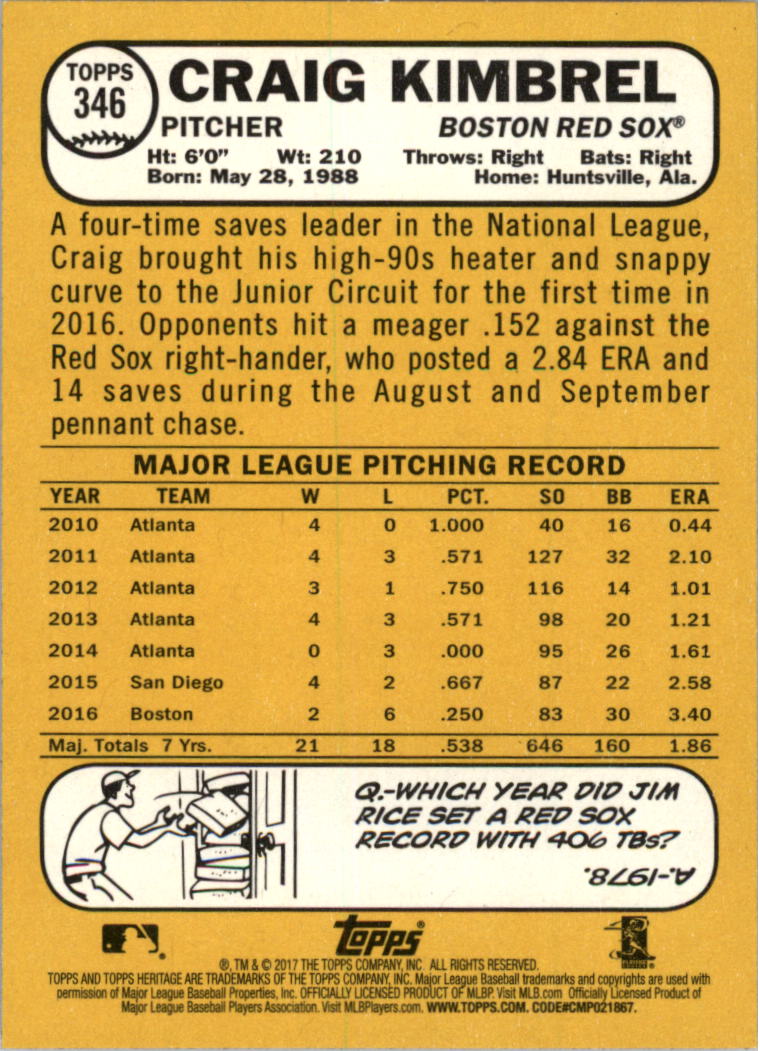 TOPPS
346
CRAIG KIMBREL
PITCHER BOSTON RED SOX®
Ht: 6'0" Wt: 210 Throws: Right Bats: Right
Born: May 28, 1988 Home: Huntsville, Ala.
A four-time saves leader in the National League,
Craig brought his high-90s heater and snappy
curve to the Junior Circuit for the first time in
2016. Opponents hit a meager .152 against the
Red Sox right-hander, who posted a 2.84 ERA and
14 saves during the August and September
pennant chase.
MAJOR LEAGUE PITCHING RECORD
YEAR TEAM W L PCT. SO BB ERA
2010 Atlanta 4 0 1.000 40 16 0.44
2011 Atlanta 4 3 .571 127 32 2.10
2012 Atlanta 3 1 .750 116 14 1.01
2013 Atlanta 4 3 .571 98 20 1.21
2014 Atlanta 0 3 .000 95 26 1.61
2015 San Diego 4 2 .667 87 22 2.58
2016 Boston 2 6 .250 83 30 3.40
Maj. Totals 7 Yrs. 21 18 .538 646 160 1.86
Q.-WHICH YEAR DID JIM
RICE SET A RED SOX
RECORD WITH 406 TBs?
A.-1978.
topps®
®, TM & © 2017 THE TOPPS COMPANY, INC. ALL RIGHTS RESERVED.
TOPPS AND TOPPS HERITAGE ARE TRADEMARKS OF THE TOPPS COMPANY, INC. Major League Baseball trademarks and copyrights are used with
permission of Major League Baseball Properties, Inc. OFFICIALLY LICENSED PRODUCT OF MLBP. Visit MLB.com Officially Licensed Product of
Major League Baseball Players Association. Visit MLBPlayers.com. WWW.TOPPS.COM. CODE#CMP021867.